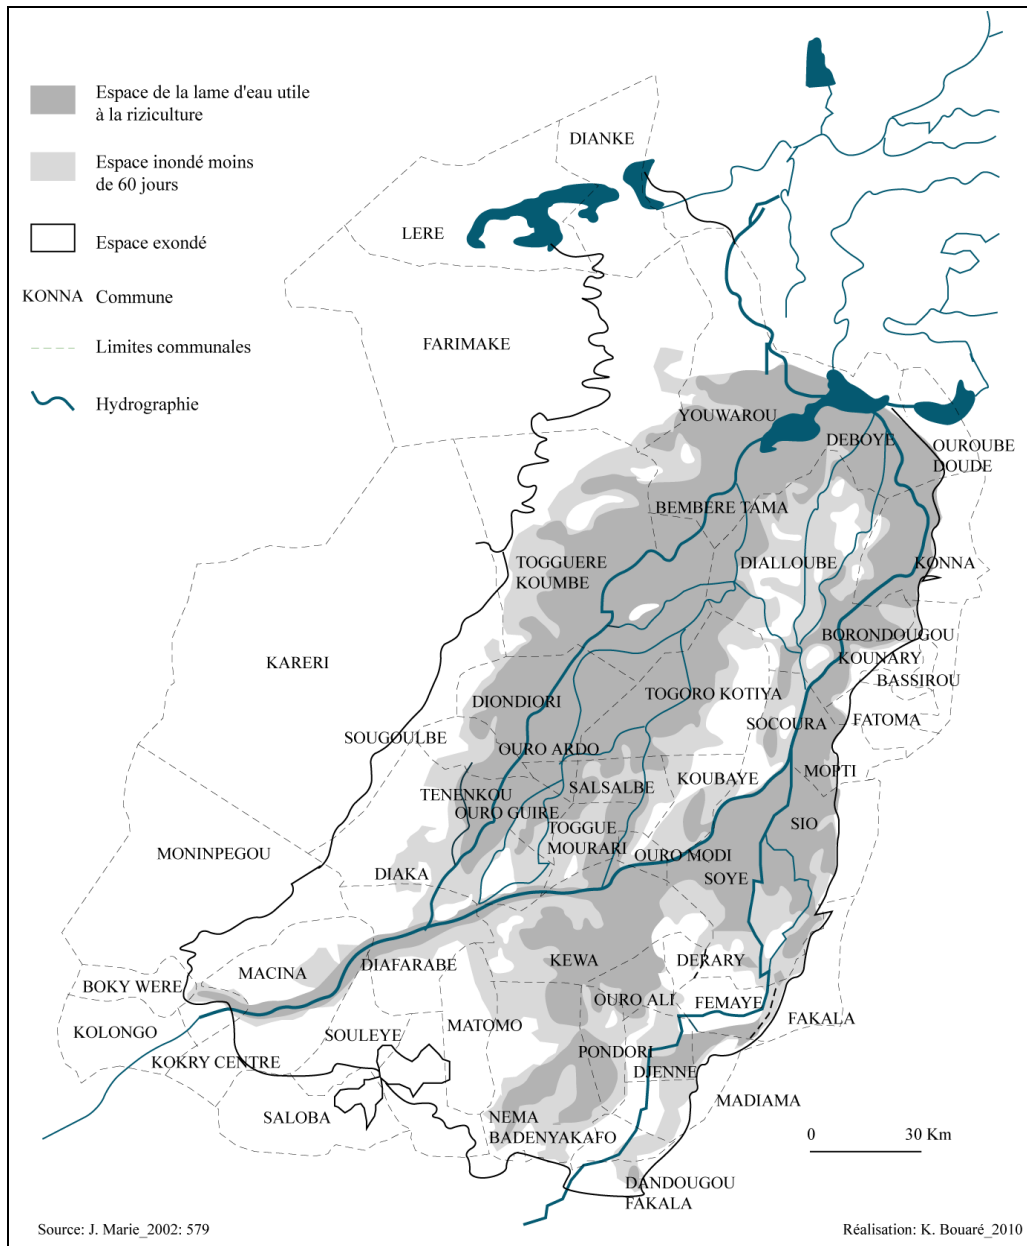 Espace de la lame d'eau utile
à la riziculture
Espace inondé moins
de 60 jours
Espace exondé
KONNA Commune
Limites communales
Hydrographie
DIANKE
LERE
FARIMAKE
YOUWAROU
DEBOYE
OUROUBE
DOUDE
BEMBERE TAMA
TOGGUERE
KOUMBE
DIALLOUBE
KONNA
BORONDOUGOU
KOUNARY
BASSIROU
KARERI
DIONDIORI
TOGORO KOTIYA
SOCOURA
FATOMA
SOUGOULBE
OURO ARDO
MOPTI
TENENKOU
SALSALBE
KOUBAYE
OURO GUIRE
TOGGUE
MOURARI
SIO
MONINPEGOU
OURO MODI
DIAKA
SOYE
MACINA
DIAFARABE
KEWA
DERARY
BOKY WERE
OURO ALI
FEMAYE
KOLONGO
SOULEYE
MATOMO
FAKALA
KOKRY CENTRE
PONDORI
DJENNE
SALOBA
MADIAMA
NEMA
BADENYAKAFO
0 30 Km
DANDOUGOU
FAKALA
Source: J. Marie_2002: 579
Réalisation: K. Bouaré_2010